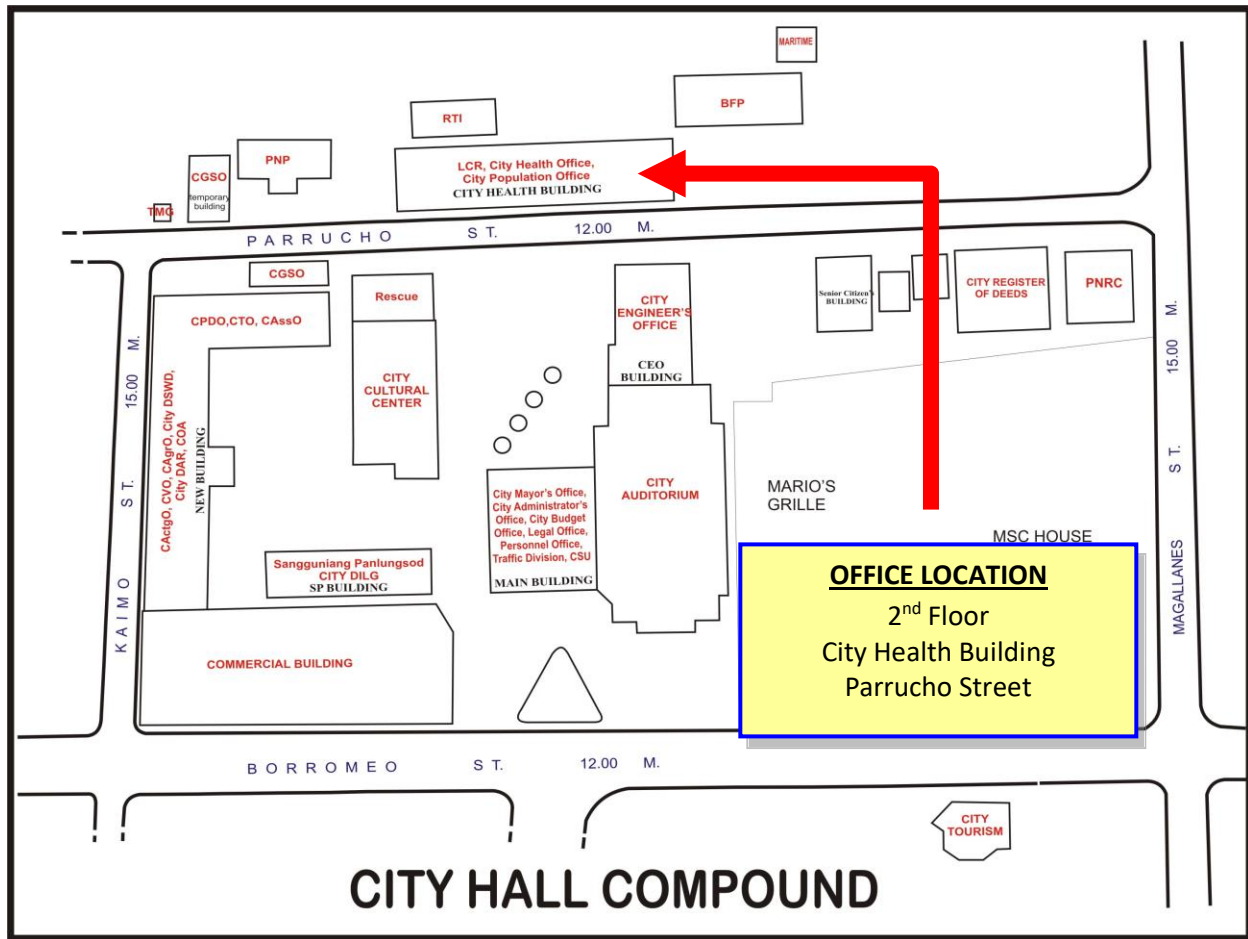 MARITIME
BFP
RTI
PNP
LCR, City Health Office,
City Population Office
CITY HEALTH BUILDING
CGSO
temporary
building
TMG
PARRUCHO ST. 12.00 M.
CGSO
CPDO,CTO, CAssO
Rescue
CITY
ENGINEER'S
OFFICE
CEO
BUILDING
Senior Citizen's
BUILDING
CITY REGISTER
OF DEEDS
PNRC
KAIMO ST. 15.00 M.
CActgO, CVO, CAgrO, City DSWD,
City DAR, COA
NEW BUILDING
CITY
CULTURAL
CENTER
City Mayor's Office,
City Administrator's
Office, City Budget
Office, Legal Office,
Personnel Office,
Traffic Division, CSU
MAIN BUILDING
CITY
AUDITORIUM
MARIO'S
GRILLE
MSC HOUSE
MAGALLANES ST. 15.00 M.
Sangguniang Panlungsod
CITY DILG
SP BUILDING
OFFICE LOCATION
2nd Floor
City Health Building
Parrucho Street
COMMERCIAL BUILDING
BORROMEO ST. 12.00 M.
CITY
TOURISM
CITY HALL COMPOUND